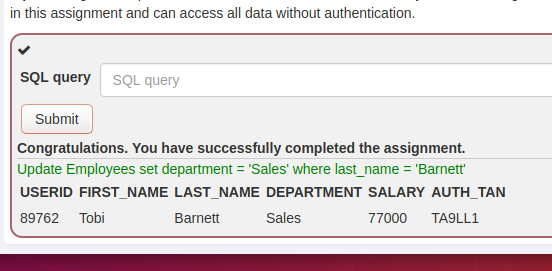 in this assignment and can access all data without authentication.
SQL query
SQL query
Submit
Congratulations. You have successfully completed the assignment.
Update Employees set department = 'Sales' where last_name = 'Barnett'
USERID FIRST_NAME LAST_NAME DEPARTMENT SALARY AUTH_TAN
89762 Tobi Barnett Sales 77000 TA9LL1